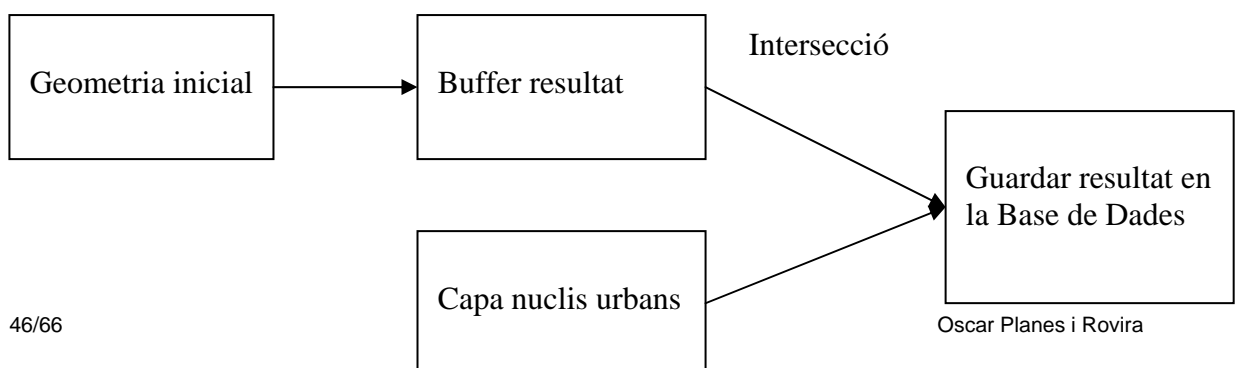 Geometria inicial
Buffer resultat
Intersecció
Guardar resultat en
la Base de Dades
Capa nuclis urbans
46/66
Oscar Planes i Rovira